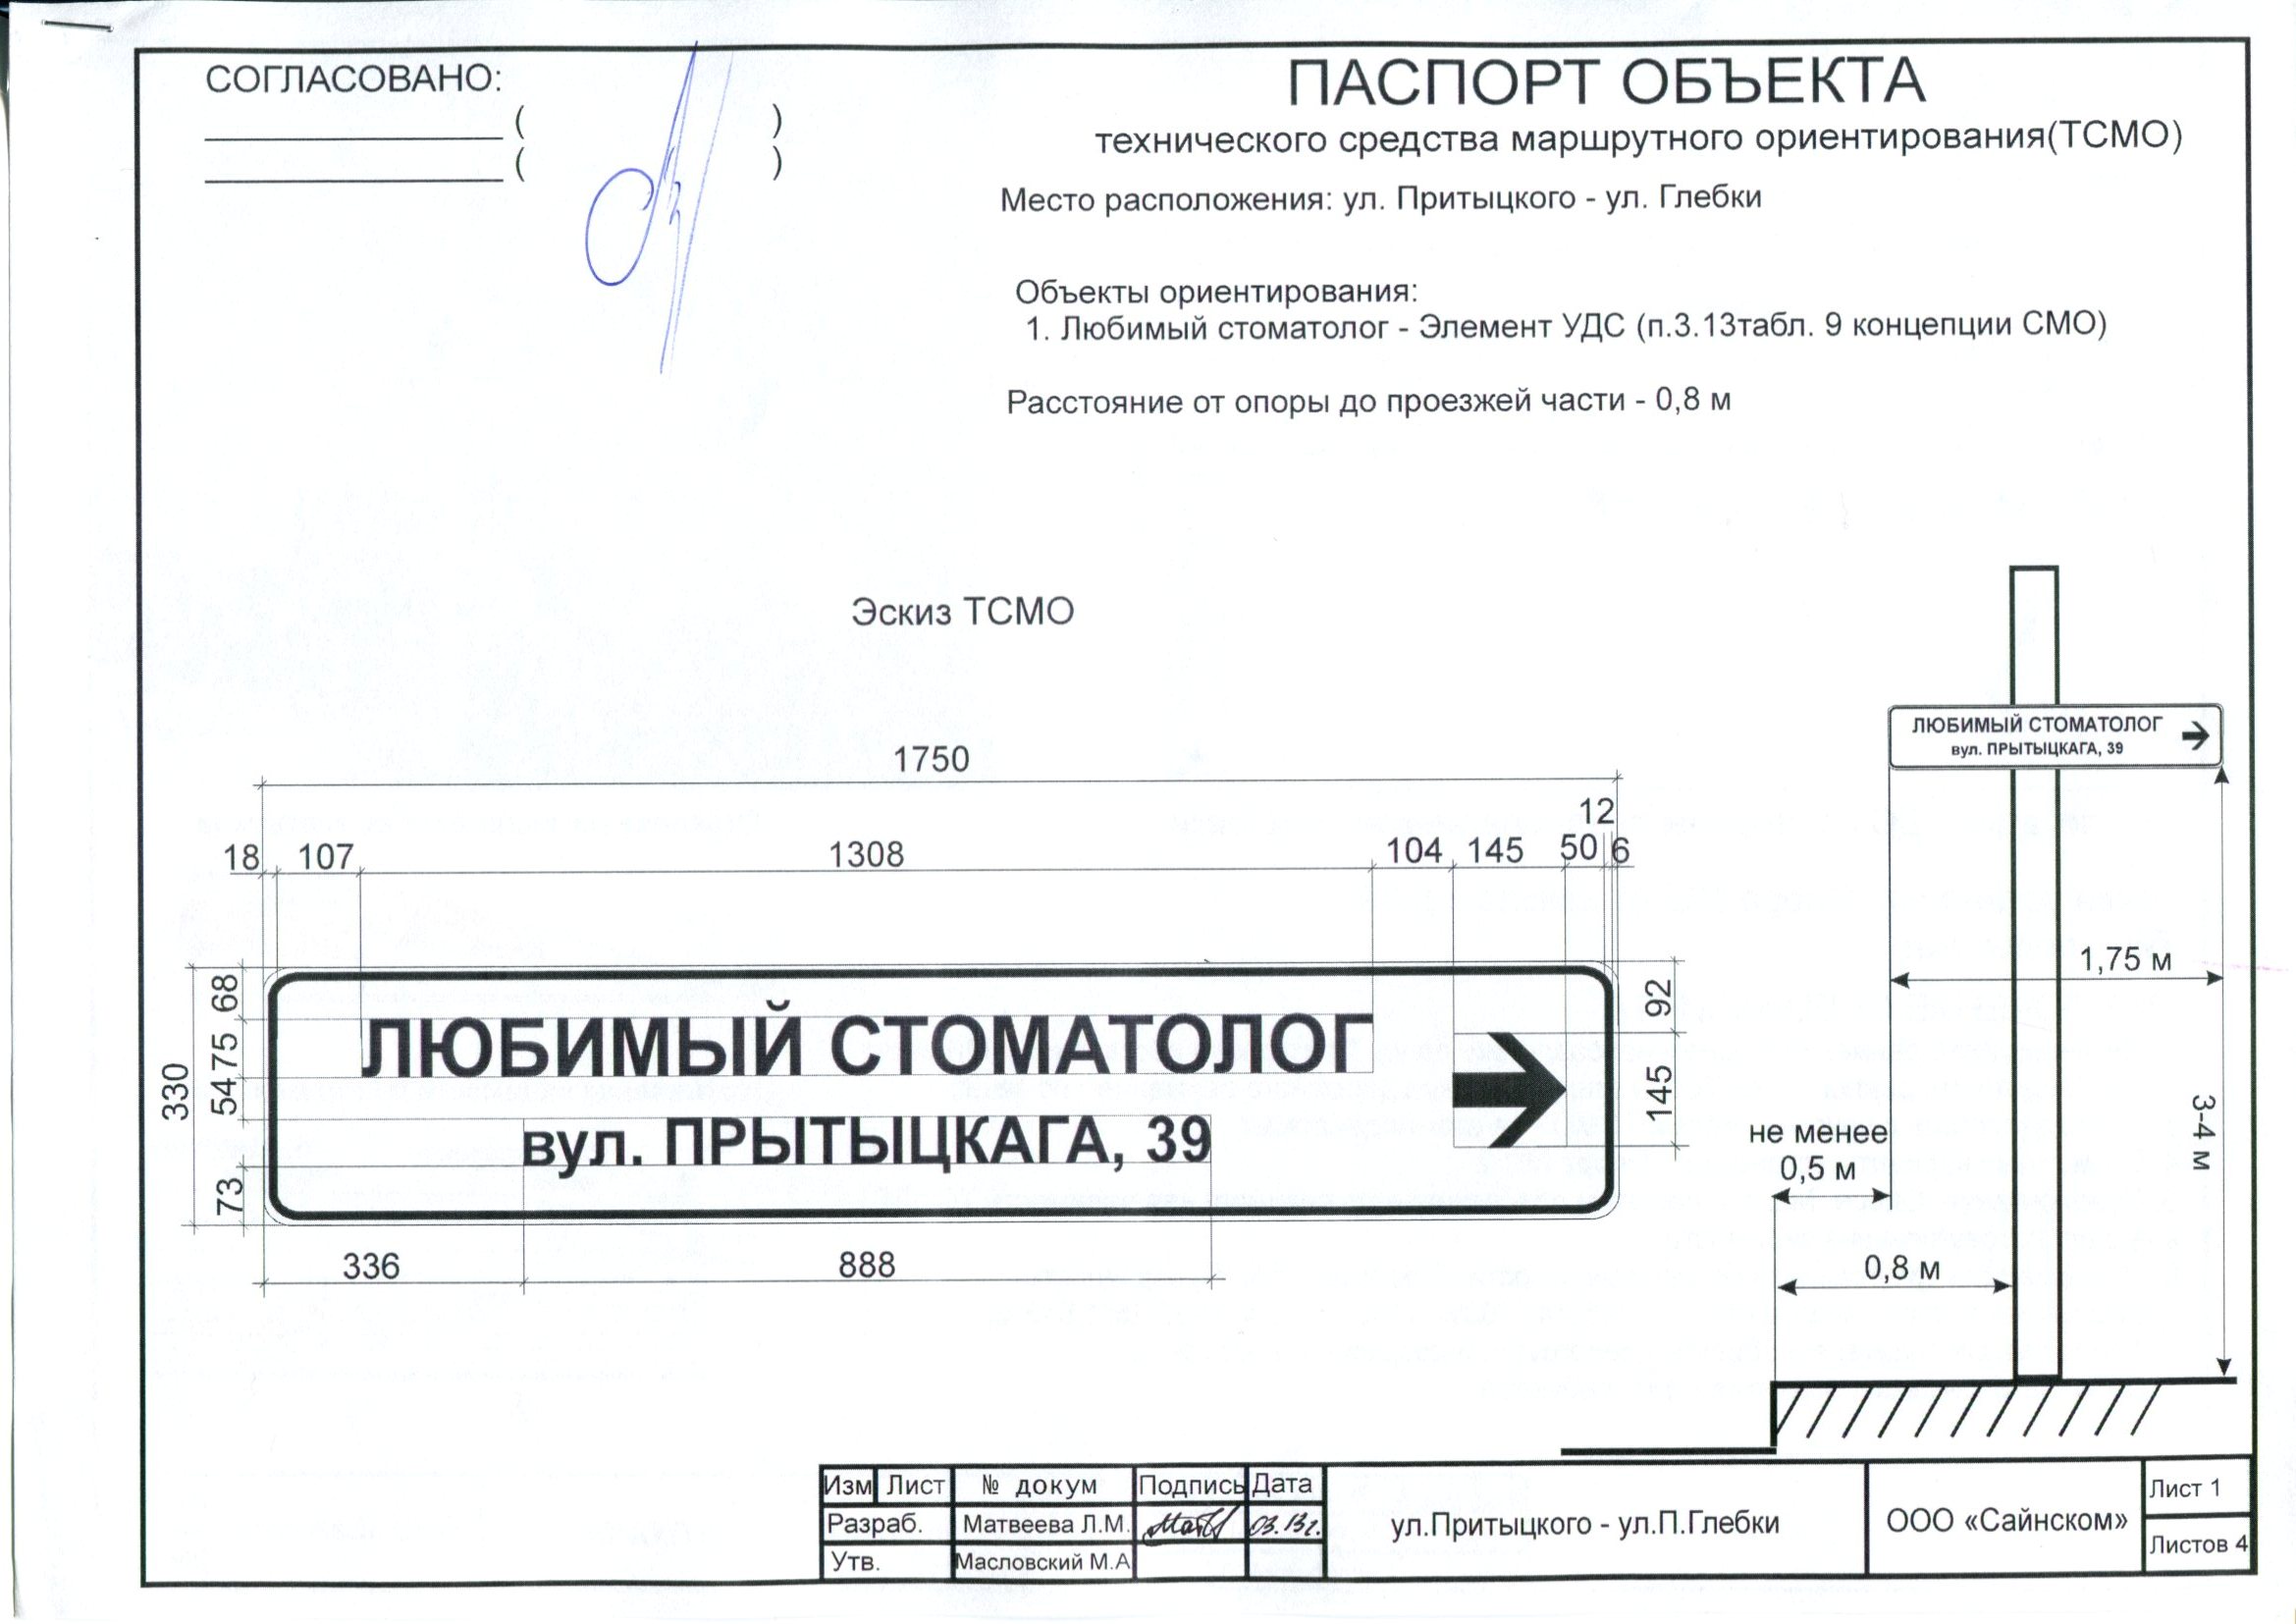 СОГЛАСОВАНО:
( )
( )
ПАСПОРТ ОБЪЕКТА
технического средства маршрутного ориентирования(ТСМО)
Место расположения: ул. Притыцкого - ул. Глебки
Объекты ориентирования:
1. Любимый стоматолог - Элемент УДС (п.3.13табл. 9 концепции СМО)
Расстояние от опоры до проезжей части - 0,8 м
Эскиз ТСМО
1750
12
18 107 1308 104 145 50 6
330
68
75
54
73
ЛЮБИМЫЙ СТОМАТОЛОГ
вул. ПРЫТЫЦКАГА, 39
92
145
336 888
ЛЮБИМЫЙ СТОМАТОЛОГ
вул. ПРЫТЫЦКАГА, 39
1,75 м
3-4 м
не менее
0,5 м
0,8 м
Изм Лист № докум Подпись Дата
Разраб. Матвеева Л.М. 03.13г.
Утв. Масловский М.А
ул.Притыцкого - ул.П.Глебки
ООО «Сайнском»
Лист 1
Листов 4